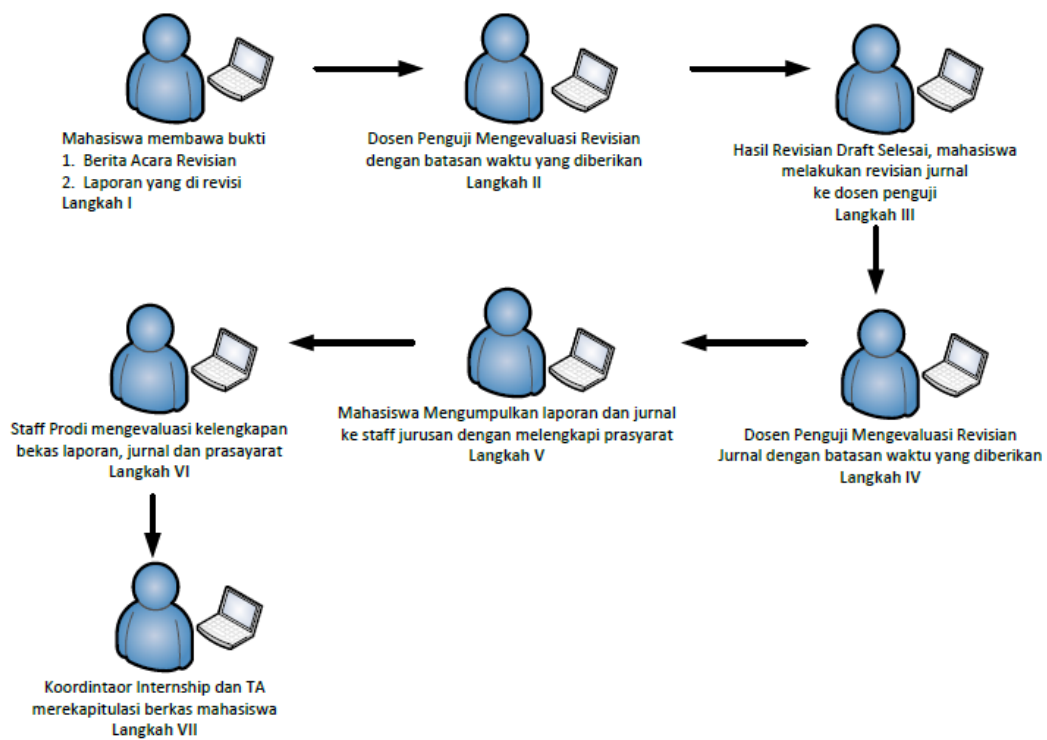 Mahasiswa membawa bukti
1. Berita Acara Revisian
2. Laporan yang di revisi
Langkah I
Dosen Penguji Mengevaluasi Revisian
dengan batasan waktu yang diberikan
Langkah II
Hasil Revisian Draft Selesai, mahasiswa
melakukan revisian jurnal
ke dosen penguji
Langkah III
Dosen Penguji Mengevaluasi Revisian
Jurnal dengan batasan waktu yang diberikan
Langkah IV
Mahasiswa Mengumpulkan laporan dan jurnal
ke staff jurusan dengan melengkapi prasyarat
Langkah V
Staff Prodi mengevaluasi kelengkapan
bekas laporan, jurnal dan prasayarat
Langkah VI
Koordintaor Internship dan TA
merekapitulasi berkas mahasiswa
Langkah VII